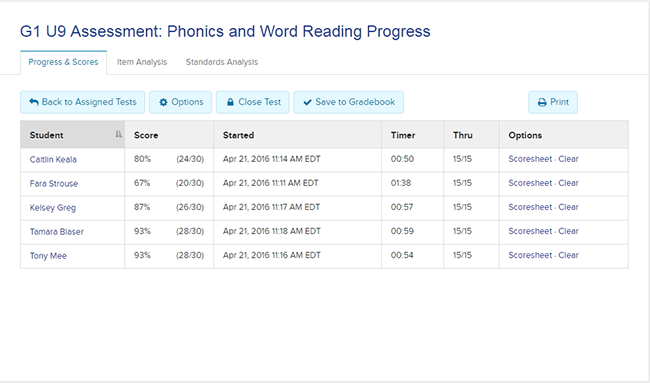 G1 U9 Assessment: Phonics and Word Reading Progress
Progress & Scores Item Analysis Standards Analysis
Back to Assigned Tests Options Close Test Save to Gradebook Print
Student Score Started Timer Thru Options
Caitlin Keala 80% (24/30) Apr 21, 2016 11:14 AM EDT 00:50 15/15 Scoresheet · Clear
Fara Strouse 67% (20/30) Apr 21, 2016 11:11 AM EDT 01:38 15/15 Scoresheet · Clear
Kelsey Greg 87% (26/30) Apr 21, 2016 11:17 AM EDT 00:57 15/15 Scoresheet · Clear
Tamara Blaser 93% (28/30) Apr 21, 2016 11:18 AM EDT 00:59 15/15 Scoresheet · Clear
Tony Mee 93% (28/30) Apr 21, 2016 11:16 AM EDT 00:54 15/15 Scoresheet · Clear